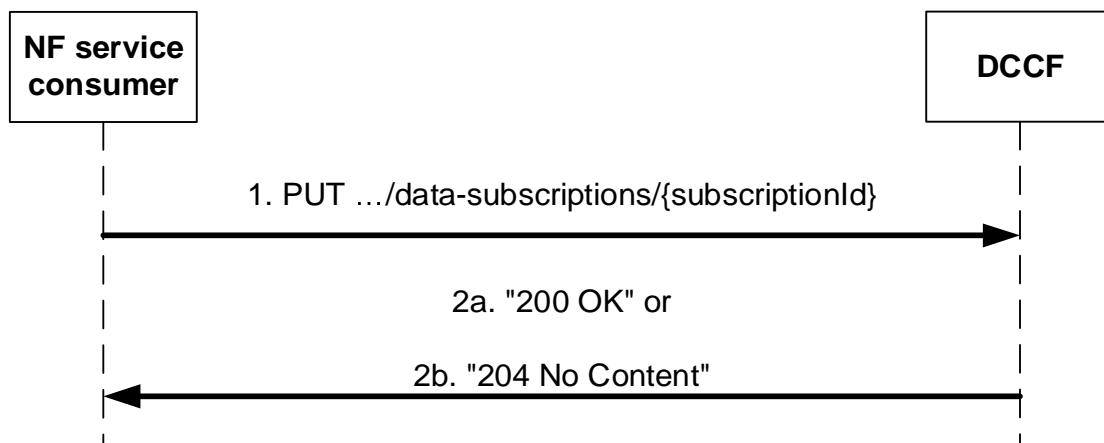 NF service
consumer
DCCF
1. PUT …/data-subscriptions/{subscriptionId}
2a. "200 OK" or
2b. "204 No Content"